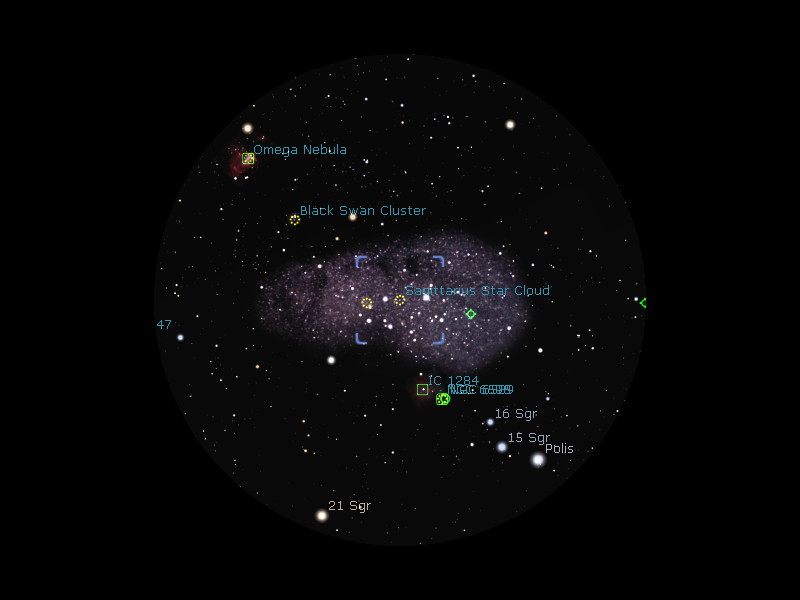 Omega Nebula
Black Swan Cluster
Sagittarius Star Cloud
47
IC 1284
16 Sgr
15 Sgr
Polis
21 Sgr